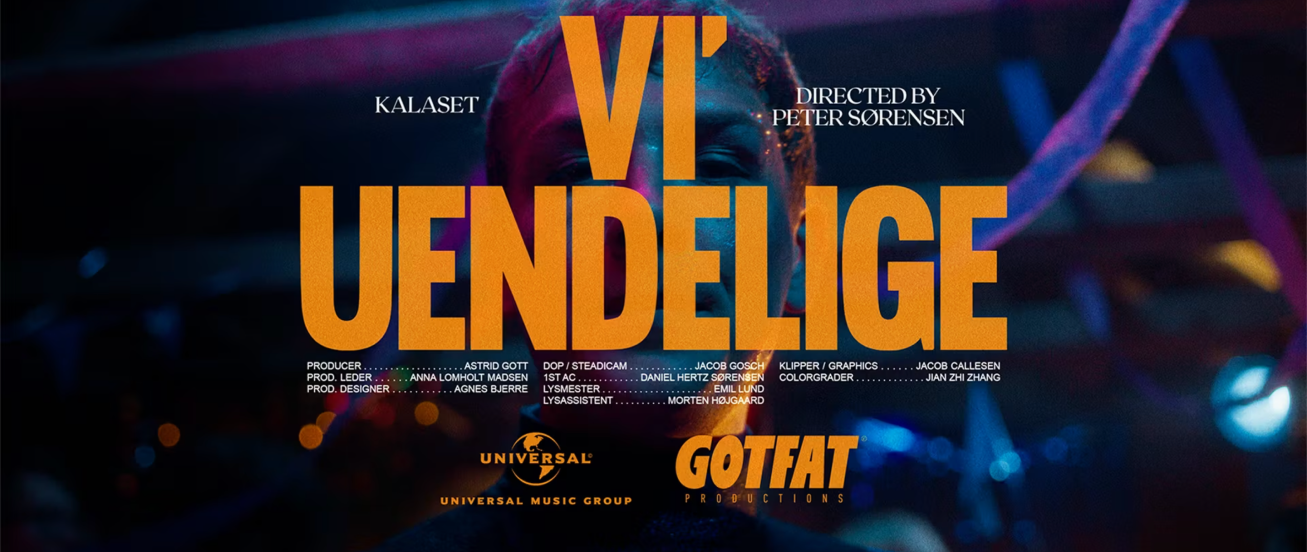 VI'
KALASET
DIRECTED BY
PETER SØRENSEN
UENDELIGE
PRODUCER . . . . . . . . . . . . . . . . . . . ASTRID GOTT
PROD. LEDER . . . . . . ANNA LOMHOLT MADSEN
PROD. DESIGNER . . . . . . . . . . . AGNES BJERRE
DOP / STEADICAM . . . . . . . . . . . . JACOB GOSCH
1ST AC . . . . . . . . . . . DANIEL HERTZ SØRENSEN
LYSMESTER . . . . . . . . . . . . . . . . . . . . EMIL LUND
LYSASSISTENT . . . . . . . . . MORTEN HØJGAARD
KLIPPER / GRAPHICS . . . . . . JACOB CALLESEN
COLORGRADER . . . . . . . . . . . . JIAN ZHI ZHANG
UNIVERSAL®
UNIVERSAL MUSIC GROUP
GOTFAT®
PRODUCTIONS